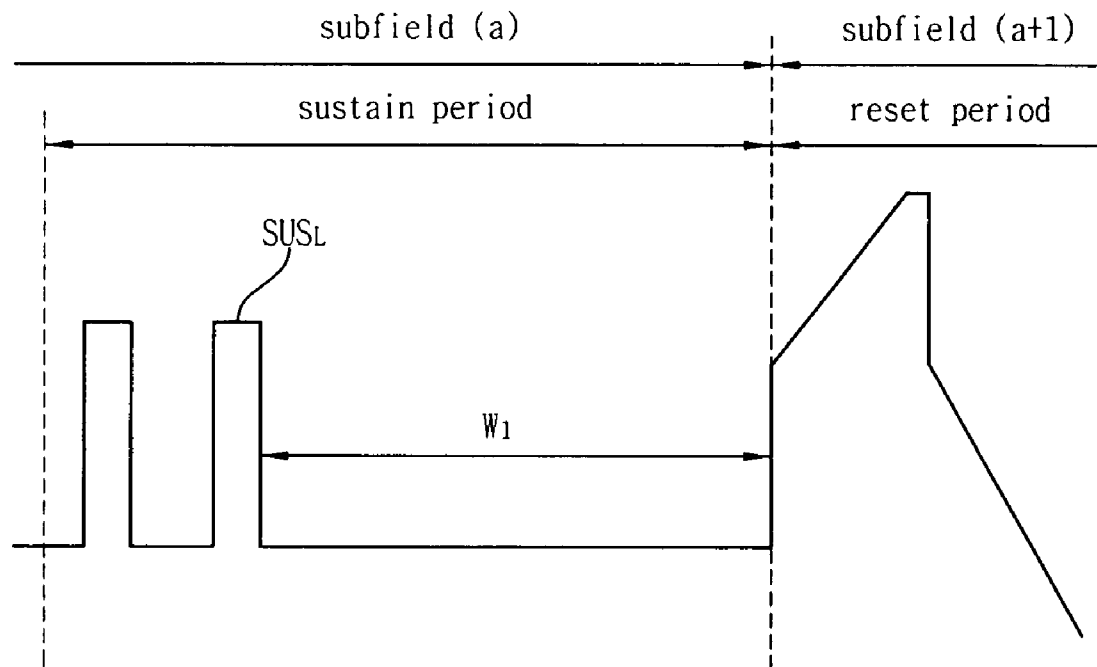 subfield (a) subfield (a+1)
sustain period reset period
SUSL
W1